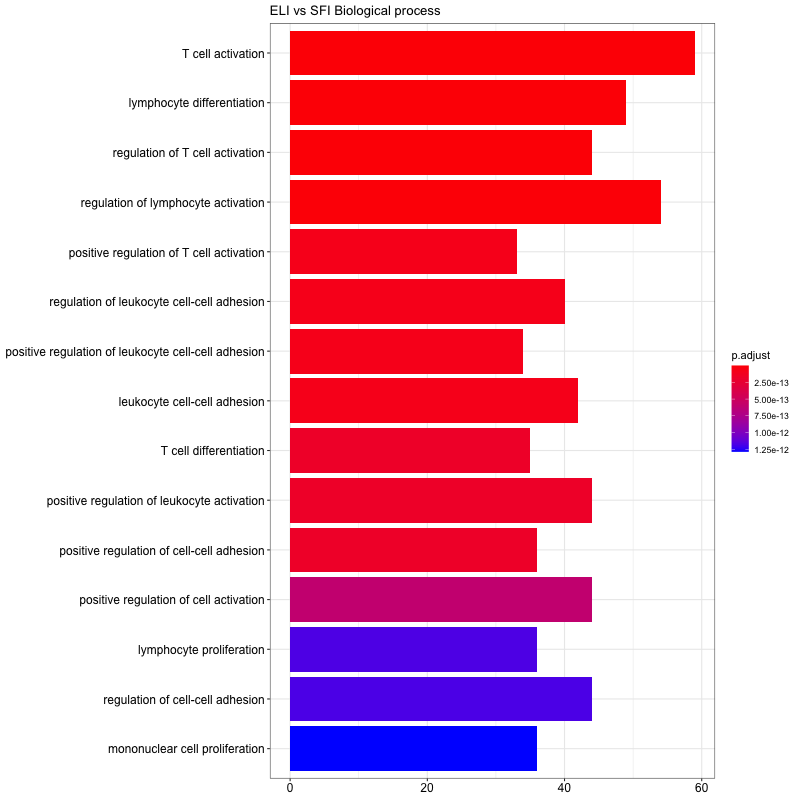 ELI vs SFI Biological process
T cell activation
lymphocyte differentiation
regulation of T cell activation
regulation of lymphocyte activation
positive regulation of T cell activation
regulation of leukocyte cell-cell adhesion
positive regulation of leukocyte cell-cell adhesion
leukocyte cell-cell adhesion
T cell differentiation
positive regulation of leukocyte activation
positive regulation of cell-cell adhesion
positive regulation of cell activation
lymphocyte proliferation
regulation of cell-cell adhesion
mononuclear cell proliferation
0 20 40 60
p.adjust
2.50e-13
5.00e-13
7.50e-13
1.00e-12
1.25e-12